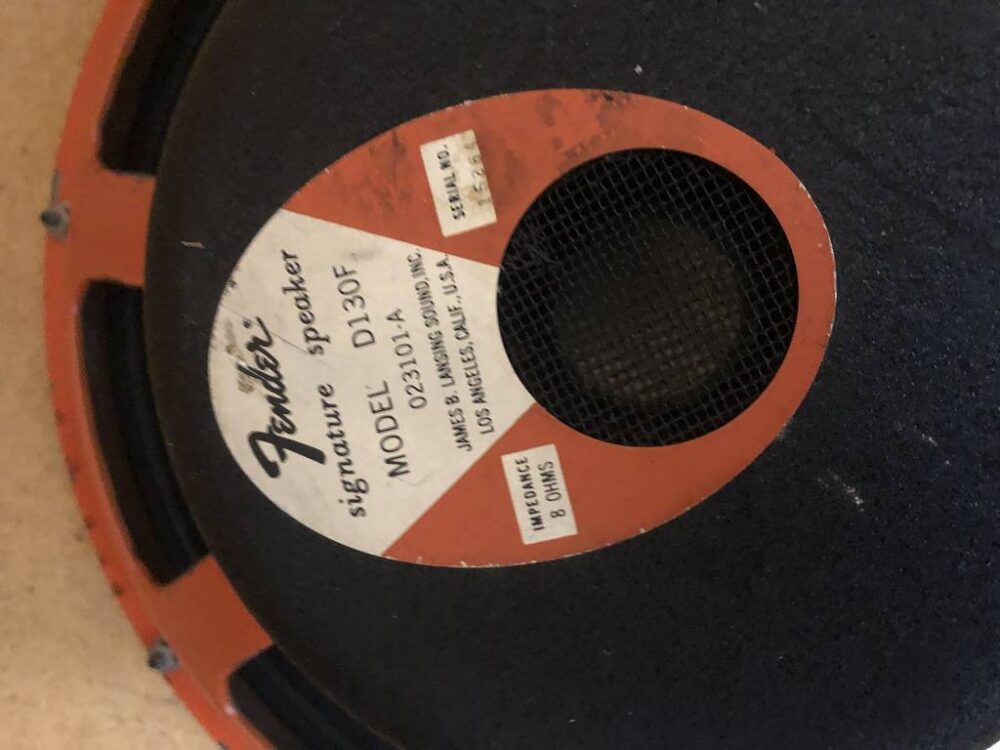 Fender®
signature speaker
MODEL D130F
023101-A
JAMES B. LANSING SOUND, INC.
LOS ANGELES, CALIF., U.S.A.
SERIAL NO.
IMPEDANCE
8 OHMS